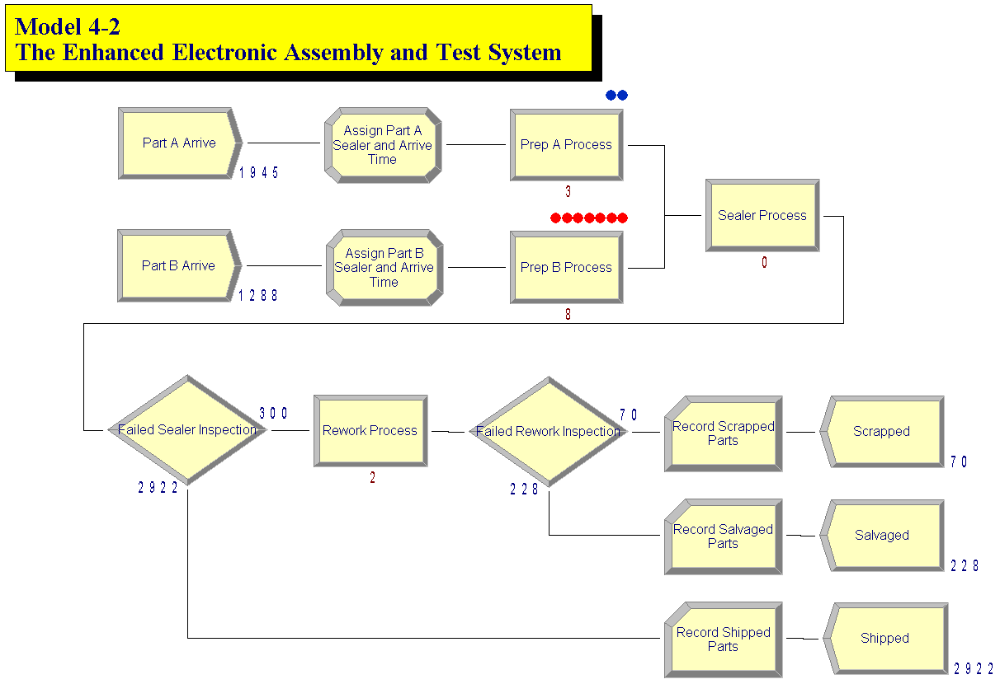 Model 4-2
The Enhanced Electronic Assembly and Test System
Part A Arrive
1945
Assign Part A
Sealer and Arrive
Time
Prep A Process
3
Sealer Process
0
Part B Arrive
1288
Assign Part B
Sealer and Arrive
Time
Prep B Process
8
Failed Sealer Inspection
300
2922
Rework Process
2
Failed Rework Inspection
70
228
Record Scrapped
Parts
Scrapped
70
Record Salvaged
Parts
Salvaged
228
Record Shipped
Parts
Shipped
2922